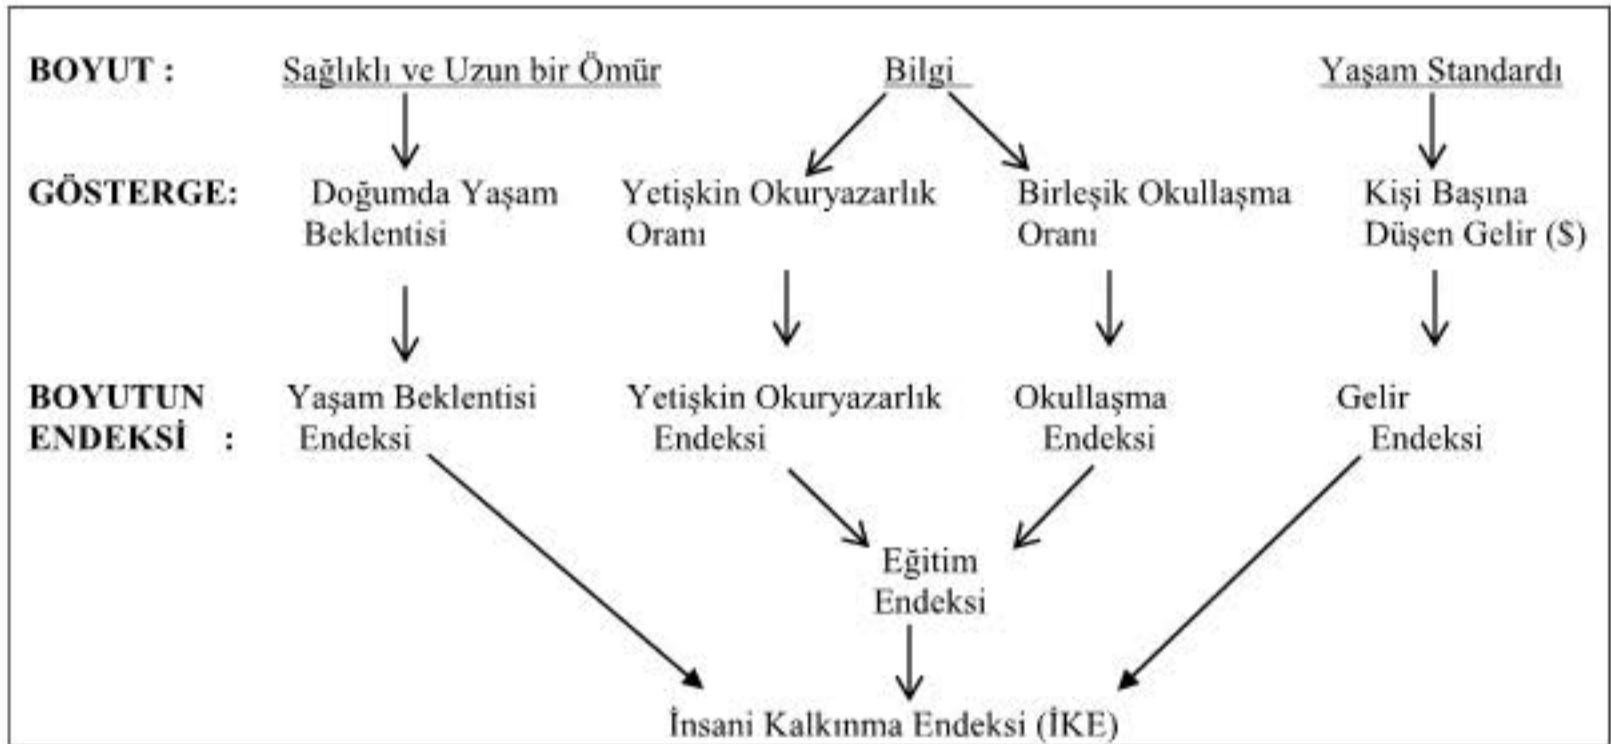 BOYUT : Sağlıklı ve Uzun bir Ömür Bilgi Yaşam Standardı
GÖSTERGE: Doğumda Yaşam Yetişkin Okuryazarlık Birleşik Okullaşma Kişi Başına
Beklentisi Oranı Oranı Düşen Gelir ($)
BOYUTUN Yaşam Beklentisi Yetişkin Okuryazarlık Okullaşma Gelir
ENDEKSİ : Endeksi Endeksi Endeksi Endeksi
Eğitim
Endeksi
İnsani Kalkınma Endeksi (İKE)